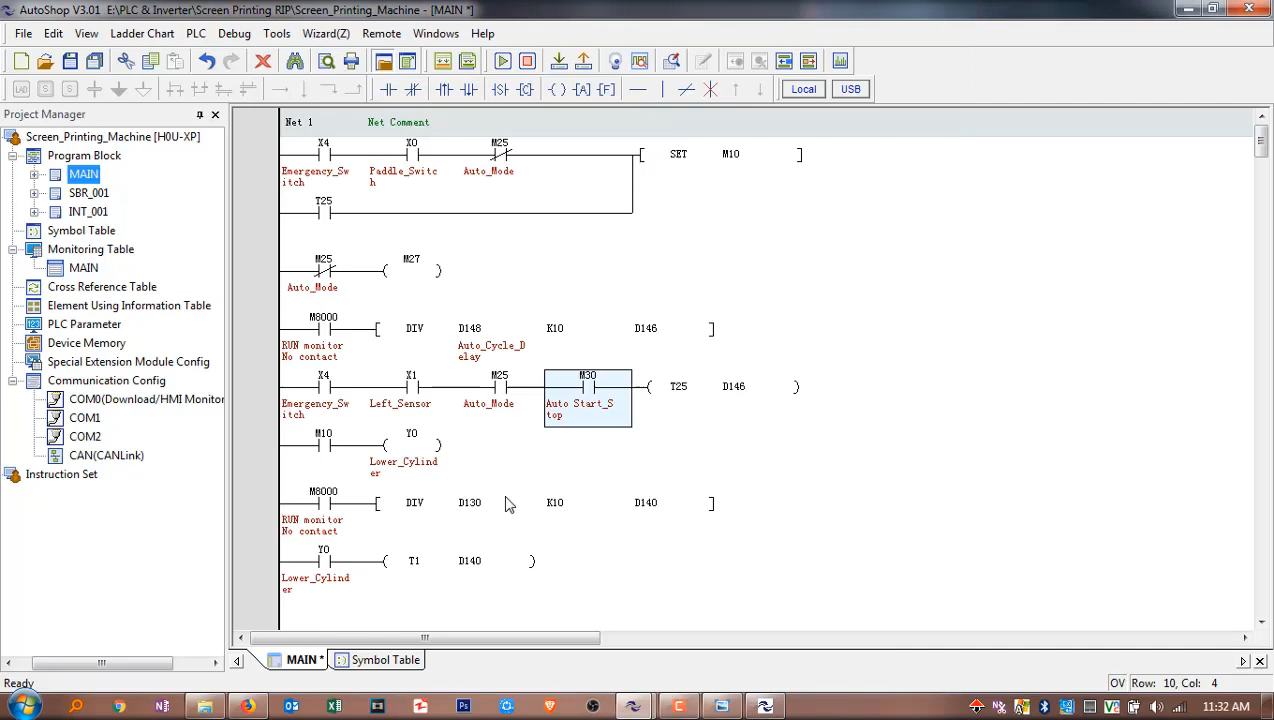 AutoShop V3.01 E:\PLC & Inverter\Screen Printing RIP\Screen_Printing_Machine - [MAIN *]
File Edit View Ladder Chart PLC Debug Tools Wizard(Z) Remote Windows Help
LAD S S [S] [C] ( ) [A] [F] Local USB
Project Manager
Screen_Printing_Machine [H0U-XP]
Program Block
MAIN
SBR_001
INT_001
Symbol Table
Monitoring Table
MAIN
Cross Reference Table
Element Using Information Table
PLC Parameter
Device Memory
Special Extension Module Config
Communication Config
COM0(Download/HMI Monitor
COM1
COM2
CAN(CANLink)
Instruction Set
Net 1 Net Comment
X4 X0 M25
[ SET M10 ]
Emergency_Sw Paddle_Switc Auto_Mode
itch h
T25
M25 M27
( )
Auto_Mode
M8000
[ DIV D148 K10 D146 ]
RUN monitor Auto_Cycle_D
No contact elay
X4 X1 M25 M30
( T25 D146 )
Emergency_Sw Left_Sensor Auto_Mode Auto Start_S
itch top
M10 Y0
( )
Lower_Cylind
er
M8000
[ DIV D130 K10 D140 ]
RUN monitor
No contact
Y0
( T1 D140 )
Lower_Cylind
er
MAIN * Symbol Table
Ready OV Row: 10, Col: 4
11:32 AM